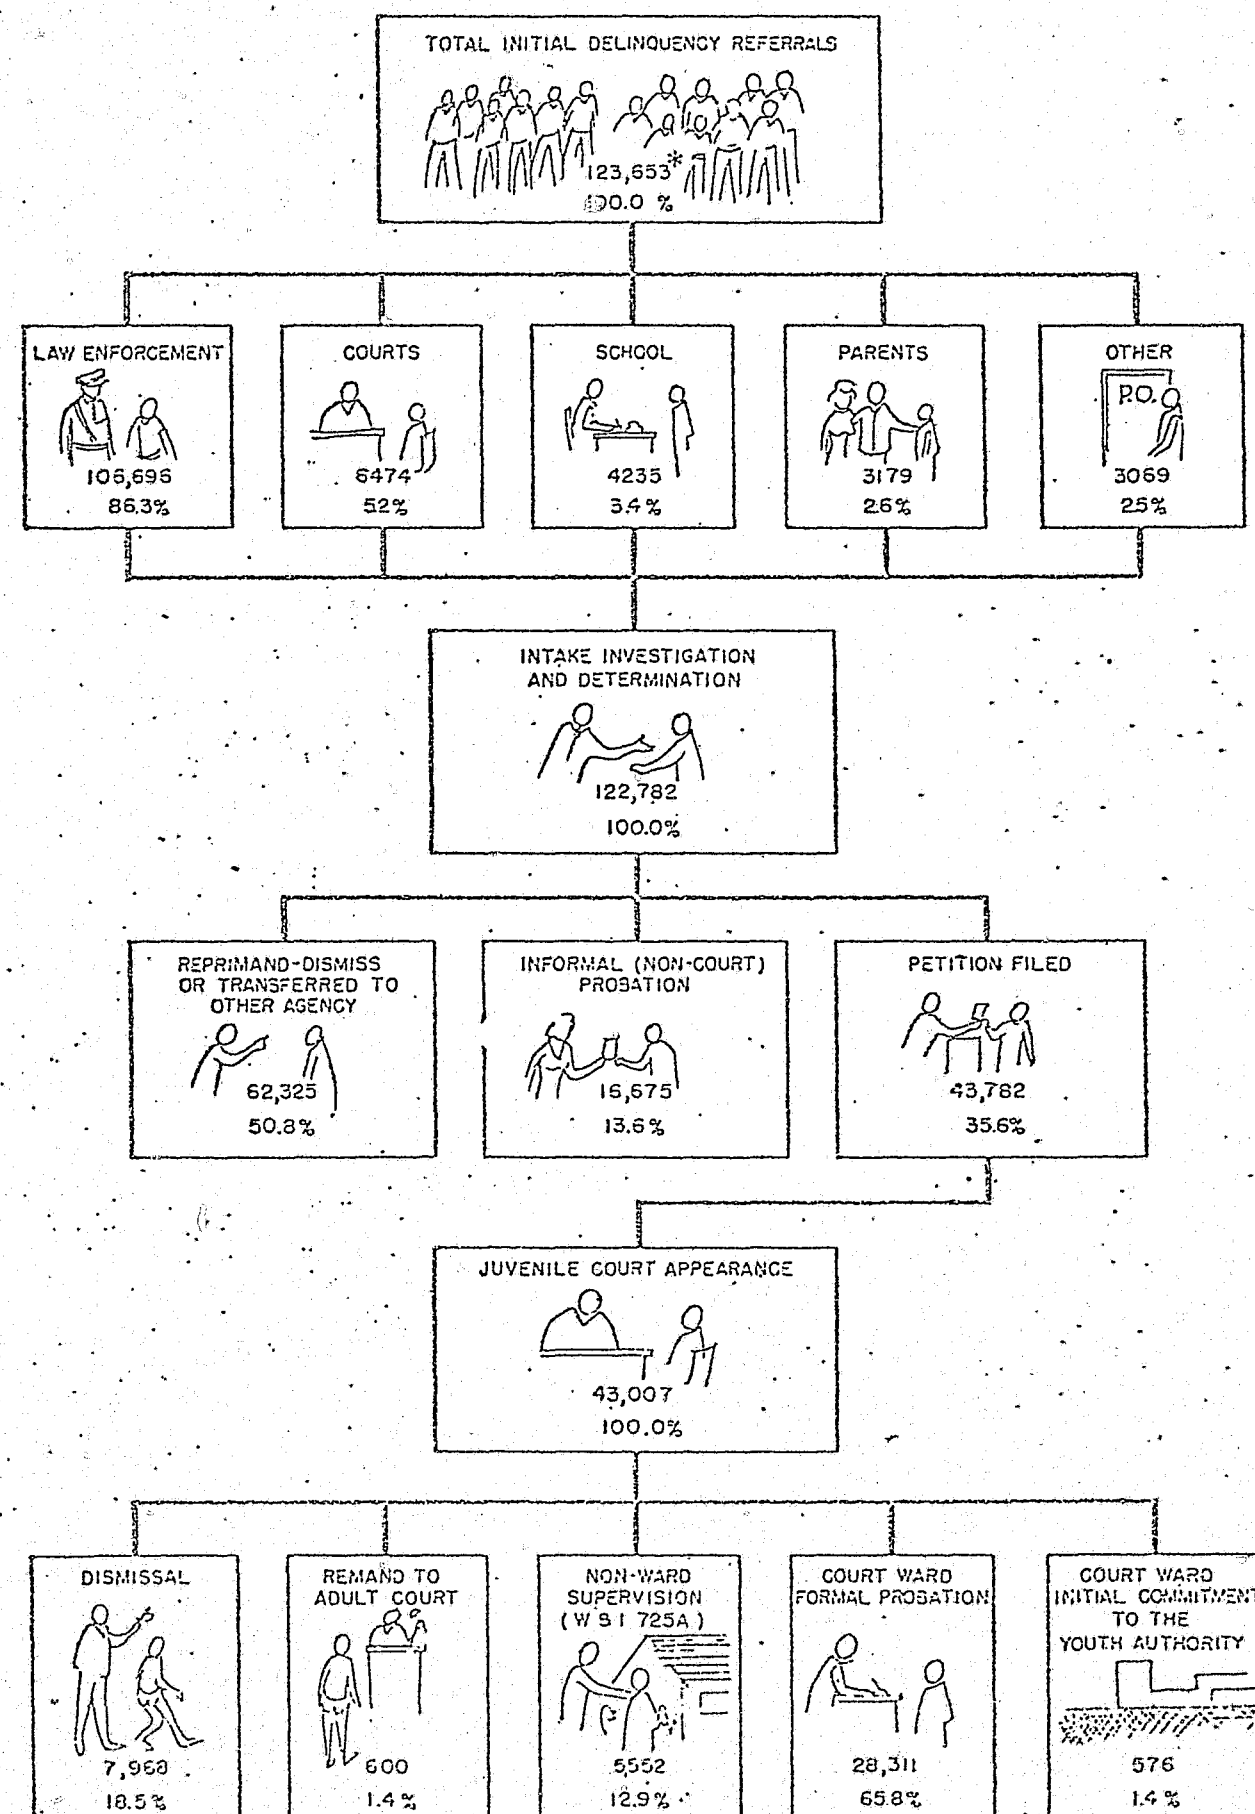 TOTAL INITIAL DELINQUENCY REFERRALS
123,653*
100.0 %
LAW ENFORCEMENT
106,696
86.3%
COURTS
6474
5.2%
SCHOOL
4235
3.4%
PARENTS
3179
2.6%
OTHER
P.O.
3069
2.5%
INTAKE INVESTIGATION
AND DETERMINATION
122,782
100.0%
REPRIMAND-DISMISS
OR TRANSFERRED TO
OTHER AGENCY
62,325
50.8%
INFORMAL (NON-COURT)
PROBATION
16,675
13.6%
PETITION FILED
43,782
35.6%
JUVENILE COURT APPEARANCE
43,007
100.0%
DISMISSAL
7,968
18.5%
REMAND TO
ADULT COURT
600
1.4%
NON-WARD
SUPERVISION
(W & I 725A)
5,552
12.9%
COURT WARD
FORMAL PROBATION
28,311
65.8%
COURT WARD
INITIAL COMMITMENT
TO THE
YOUTH AUTHORITY
576
1.4%